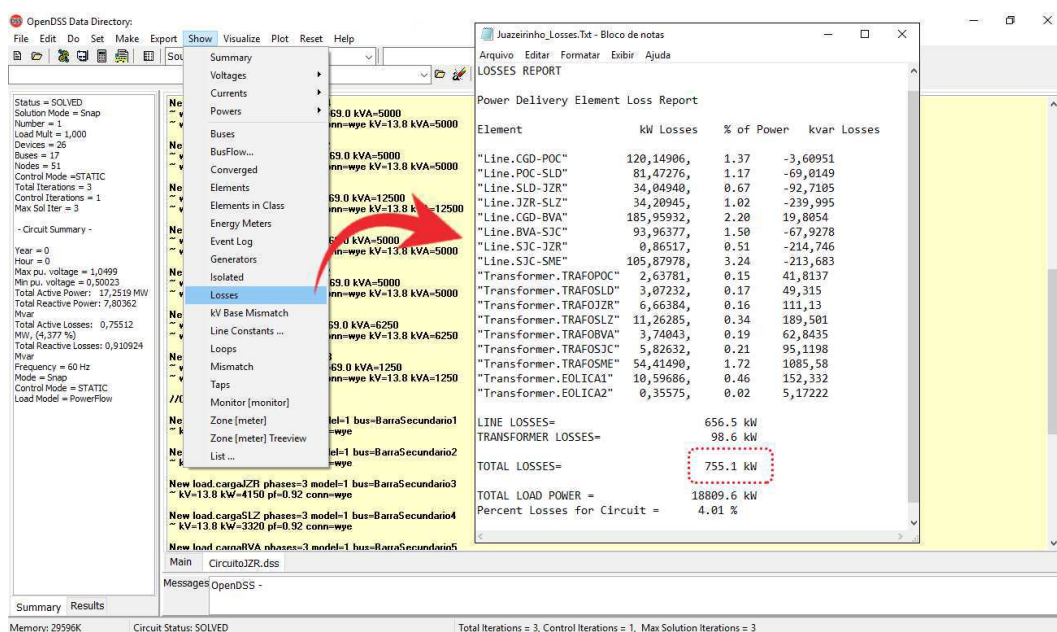 OpenDSS Data Directory:
File Edit Do Set Make Export Show Visualize Plot Reset Help
Summary
Voltages
Currents
Powers
Buses
BusFlow...
Converged
Elements
Elements in Class
Energy Meters
Event Log
Generators
Isolated
Losses
kV Base Mismatch
Line Constants ...
Loops
Mismatch
Taps
Monitor [monitor]
Zone [meter]
Zone [meter] Treeview
List ...
Status = SOLVED
Solution Mode = Snap
Number = 1
Load Mult = 1,000
Devices = 26
Buses = 17
Nodes = 51
Control Mode =STATIC
Total Iterations = 3
Control Iterations = 1
Max Sol Iter = 3
- Circuit Summary -
Year = 0
Hour = 0
Max pu. voltage = 1,0499
Min pu. voltage = 0,50023
Total Active Power: 17,2519 MW
Total Reactive Power: 7,80362
Mvar
Total Active Losses: 0,75512
MW, (4,377 %)
Total Reactive Losses: 0,910924
Mvar
Frequency = 60 Hz
Mode = Snap
Control Mode = STATIC
Load Model = PowerFlow
69.0 kVA=5000
nn=wye kV=13.8 kVA=5000
69.0 kVA=5000
nn=wye kV=13.8 kVA=5000
69.0 kVA=12500
kVA=5000
nn=wye kV=13.8 kVA=5000
69.0 kVA=5000
nn=wye kV=13.8 kVA=5000
69.0 kVA=6250
nn=wye kV=13.8 kVA=6250
69.0 kVA=1250
nn=wye kV=13.8 kVA=1250
del=1 bus=BarraSecundario1
=wye
del=1 bus=BarraSecundario2
=wye
New load.cargaJZR phases=3 model=1 bus=BarraSecundario3
~ kV=13.8 kW=4150 pf=0.92 conn=wye
New load.cargaSLZ phases=3 model=1 bus=BarraSecundario4
~ kV=13.8 kW=3320 pf=0.92 conn=wye
New load.cargaBVA phases=3 model=1 bus=BarraSecundario5
Main CircuitoJZR.dss
Messages OpenDSS -
Summary Results
Memory: 29596K Circuit Status: SOLVED Total Iterations = 3, Control Iterations = 1, Max Solution Iterations = 3
Juazeirinho_Losses.Txt - Bloco de notas
Arquivo Editar Formatar Exibir Ajuda
LOSSES REPORT
Power Delivery Element Loss Report
Element kW Losses % of Power kvar Losses
"Line.CGD-POC" 120,14906, 1.37 -3,60951
"Line.POC-SLD" 81,47276, 1.17 -69,0149
"Line.SLD-JZR" 34,04940, 0.67 -92,7105
"Line.JZR-SLZ" 34,20945, 1.02 -239,995
"Line.CGD-BVA" 185,95932, 2.20 19,8054
"Line.BVA-SJC" 93,96377, 1.50 -67,9278
"Line.SJC-JZR" 0,86517, 0.51 -214,746
"Line.SJC-SME" 105,87978, 3.24 -213,683
"Transformer.TRAFOPOC" 2,63781, 0.15 41,8137
"Transformer.TRAFOSLD" 3,07232, 0.17 49,315
"Transformer.TRAFOJZR" 6,66384, 0.16 111,13
"Transformer.TRAFOSLZ" 11,26285, 0.34 189,501
"Transformer.TRAFOBVA" 3,74043, 0.19 62,8435
"Transformer.TRAFOSJC" 5,82632, 0.21 95,1198
"Transformer.TRAFOSME" 54,41490, 1.72 1085,58
"Transformer.EOLICA1" 10,59686, 0.46 152,332
"Transformer.EOLICA2" 0,35575, 0.02 5,17222
LINE LOSSES= 656.5 kW
TRANSFORMER LOSSES= 98.6 kW
TOTAL LOSSES= 755.1 kW
TOTAL LOAD POWER = 18809.6 kW
Percent Losses for Circuit = 4.01 %